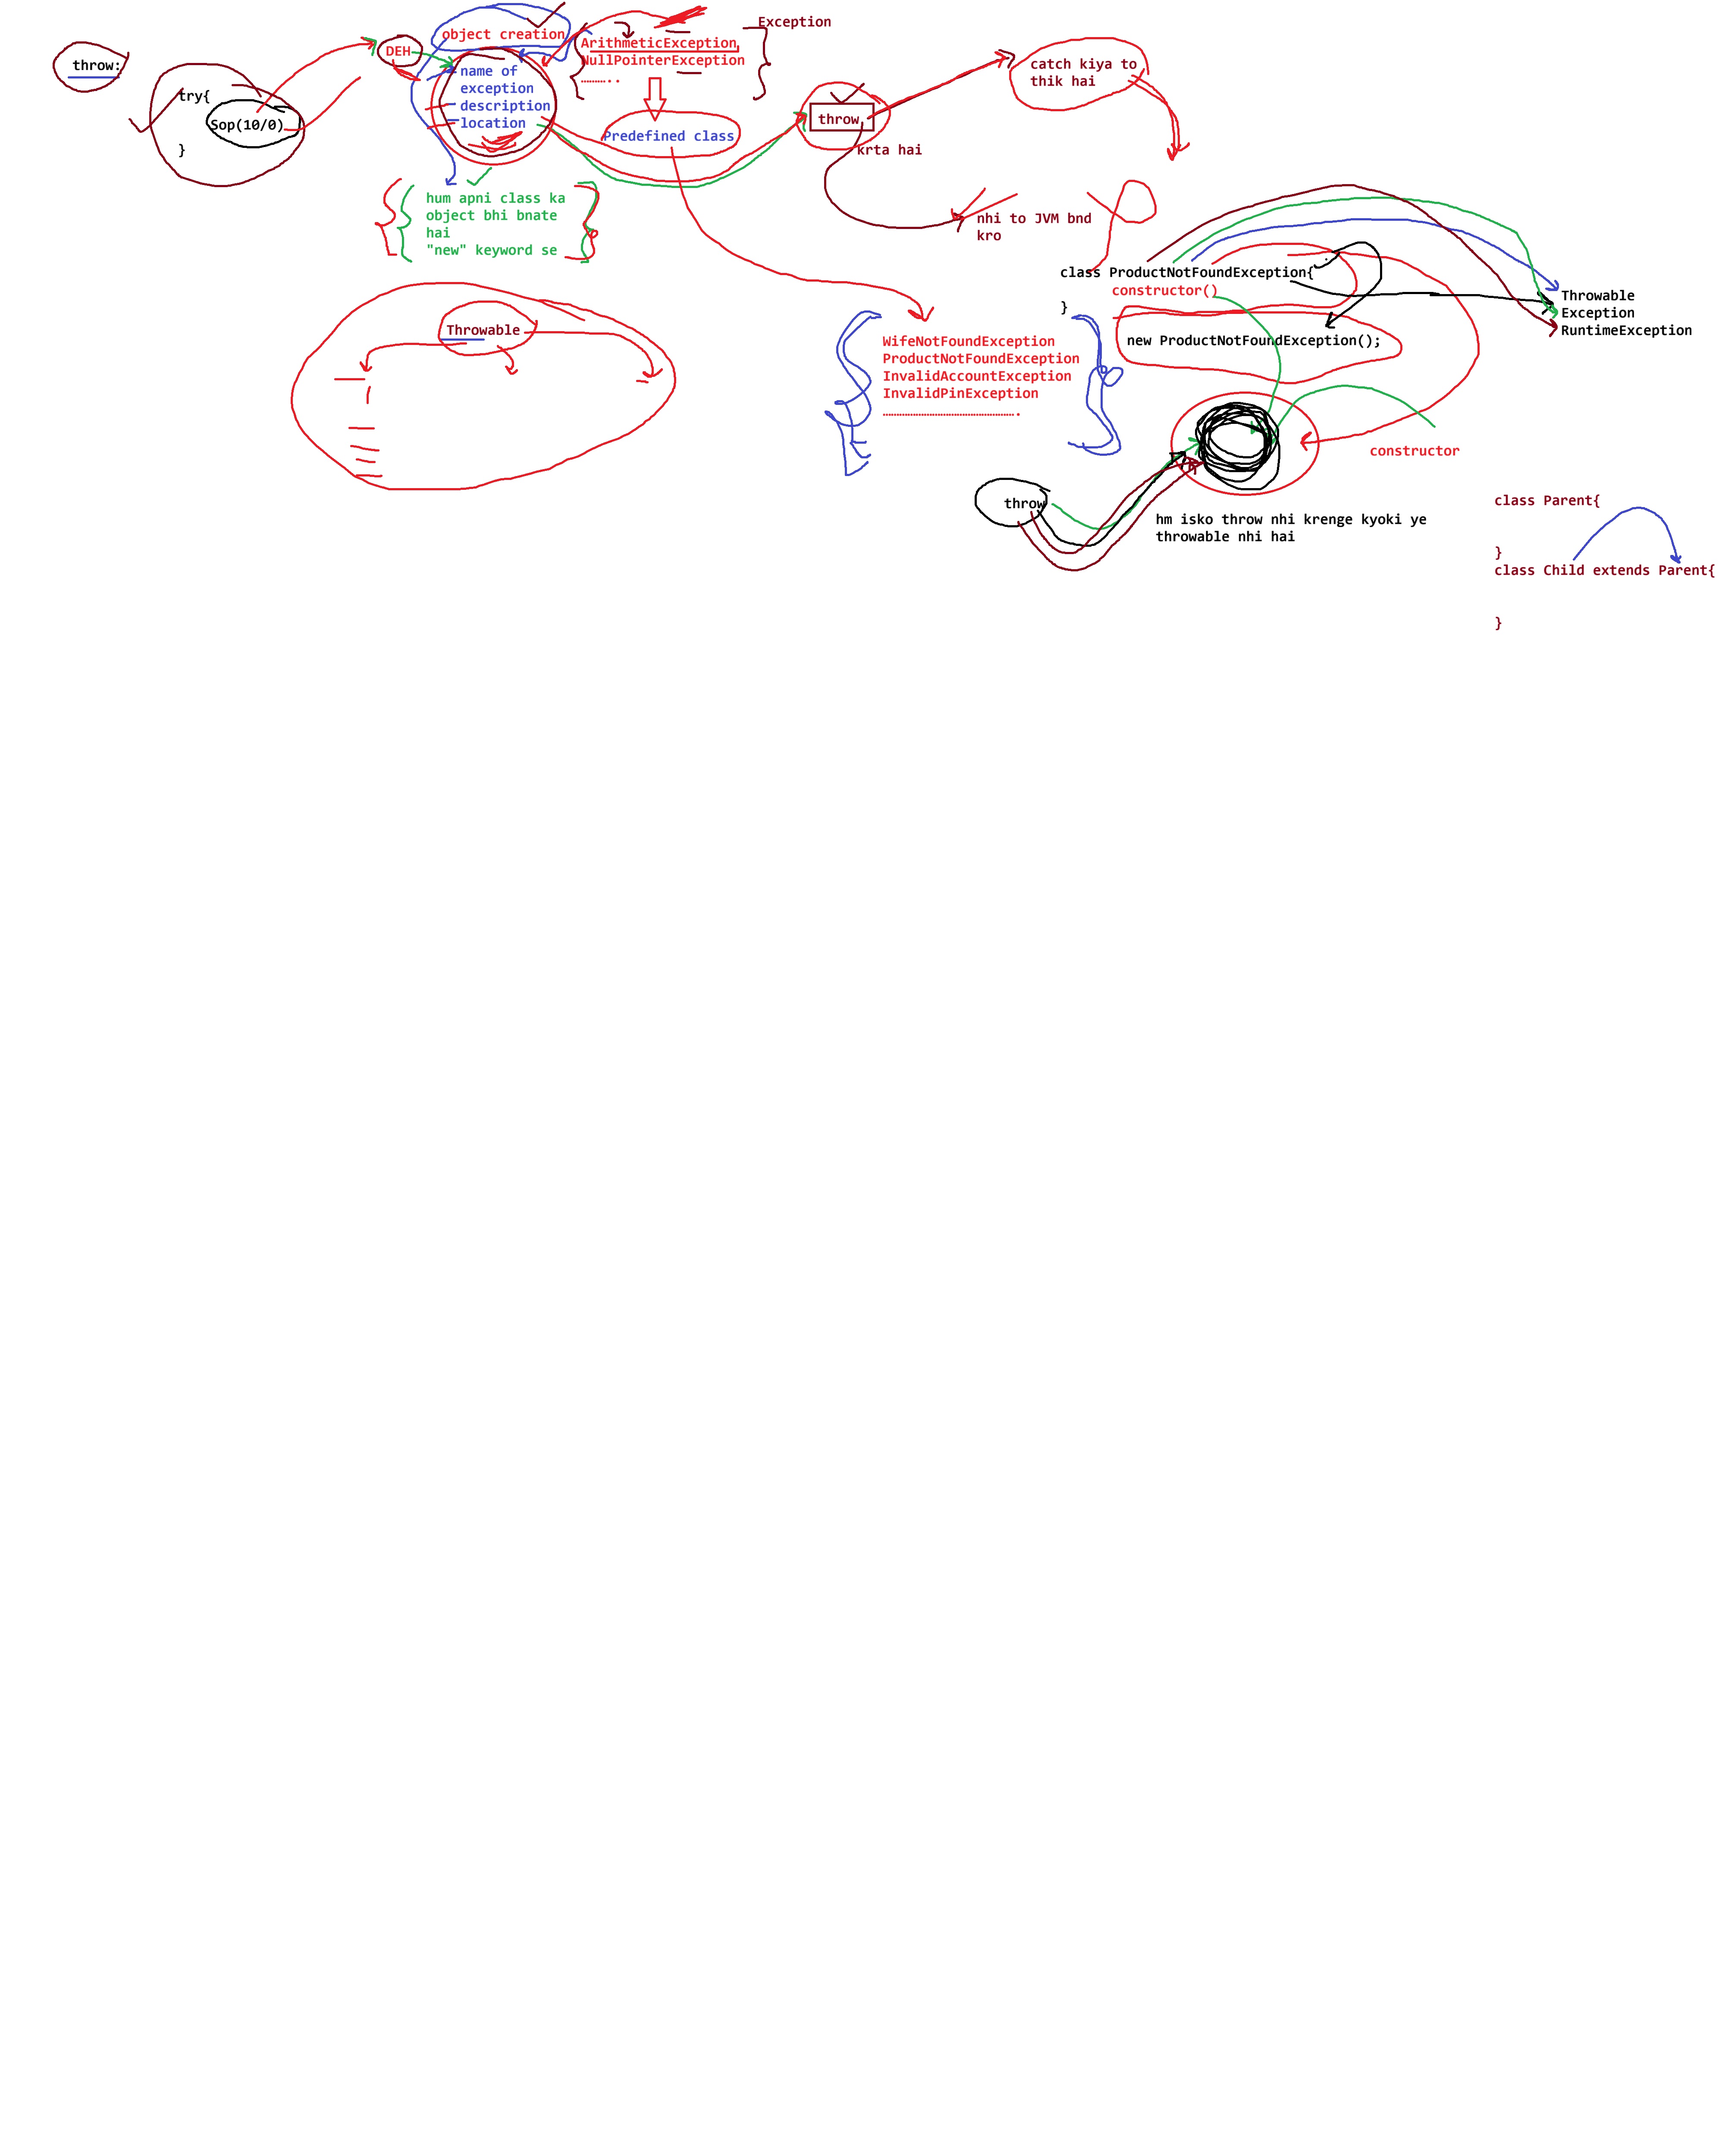 throw:
try{
Sop(10/0)
}
DEH
object creation
name of
exception
description
location
ArithmeticException,
NullPointerException
...........
Exception
Predefined class
throw
krta hai
catch kiya to
thik hai
nhi to JVM bnd
kro
hum apni class ka
object bhi bnate
hai
"new" keyword se
Throwable
WifeNotFoundException
ProductNotFoundException
InvalidAccountException
InvalidPinException
................................................
class ProductNotFoundException{
constructor()
}
new ProductNotFoundException();
Throwable
Exception
RuntimeException
constructor
throw
hm isko throw nhi krenge kyoki ye
throwable nhi hai
class Parent{
}
class Child extends Parent{
}